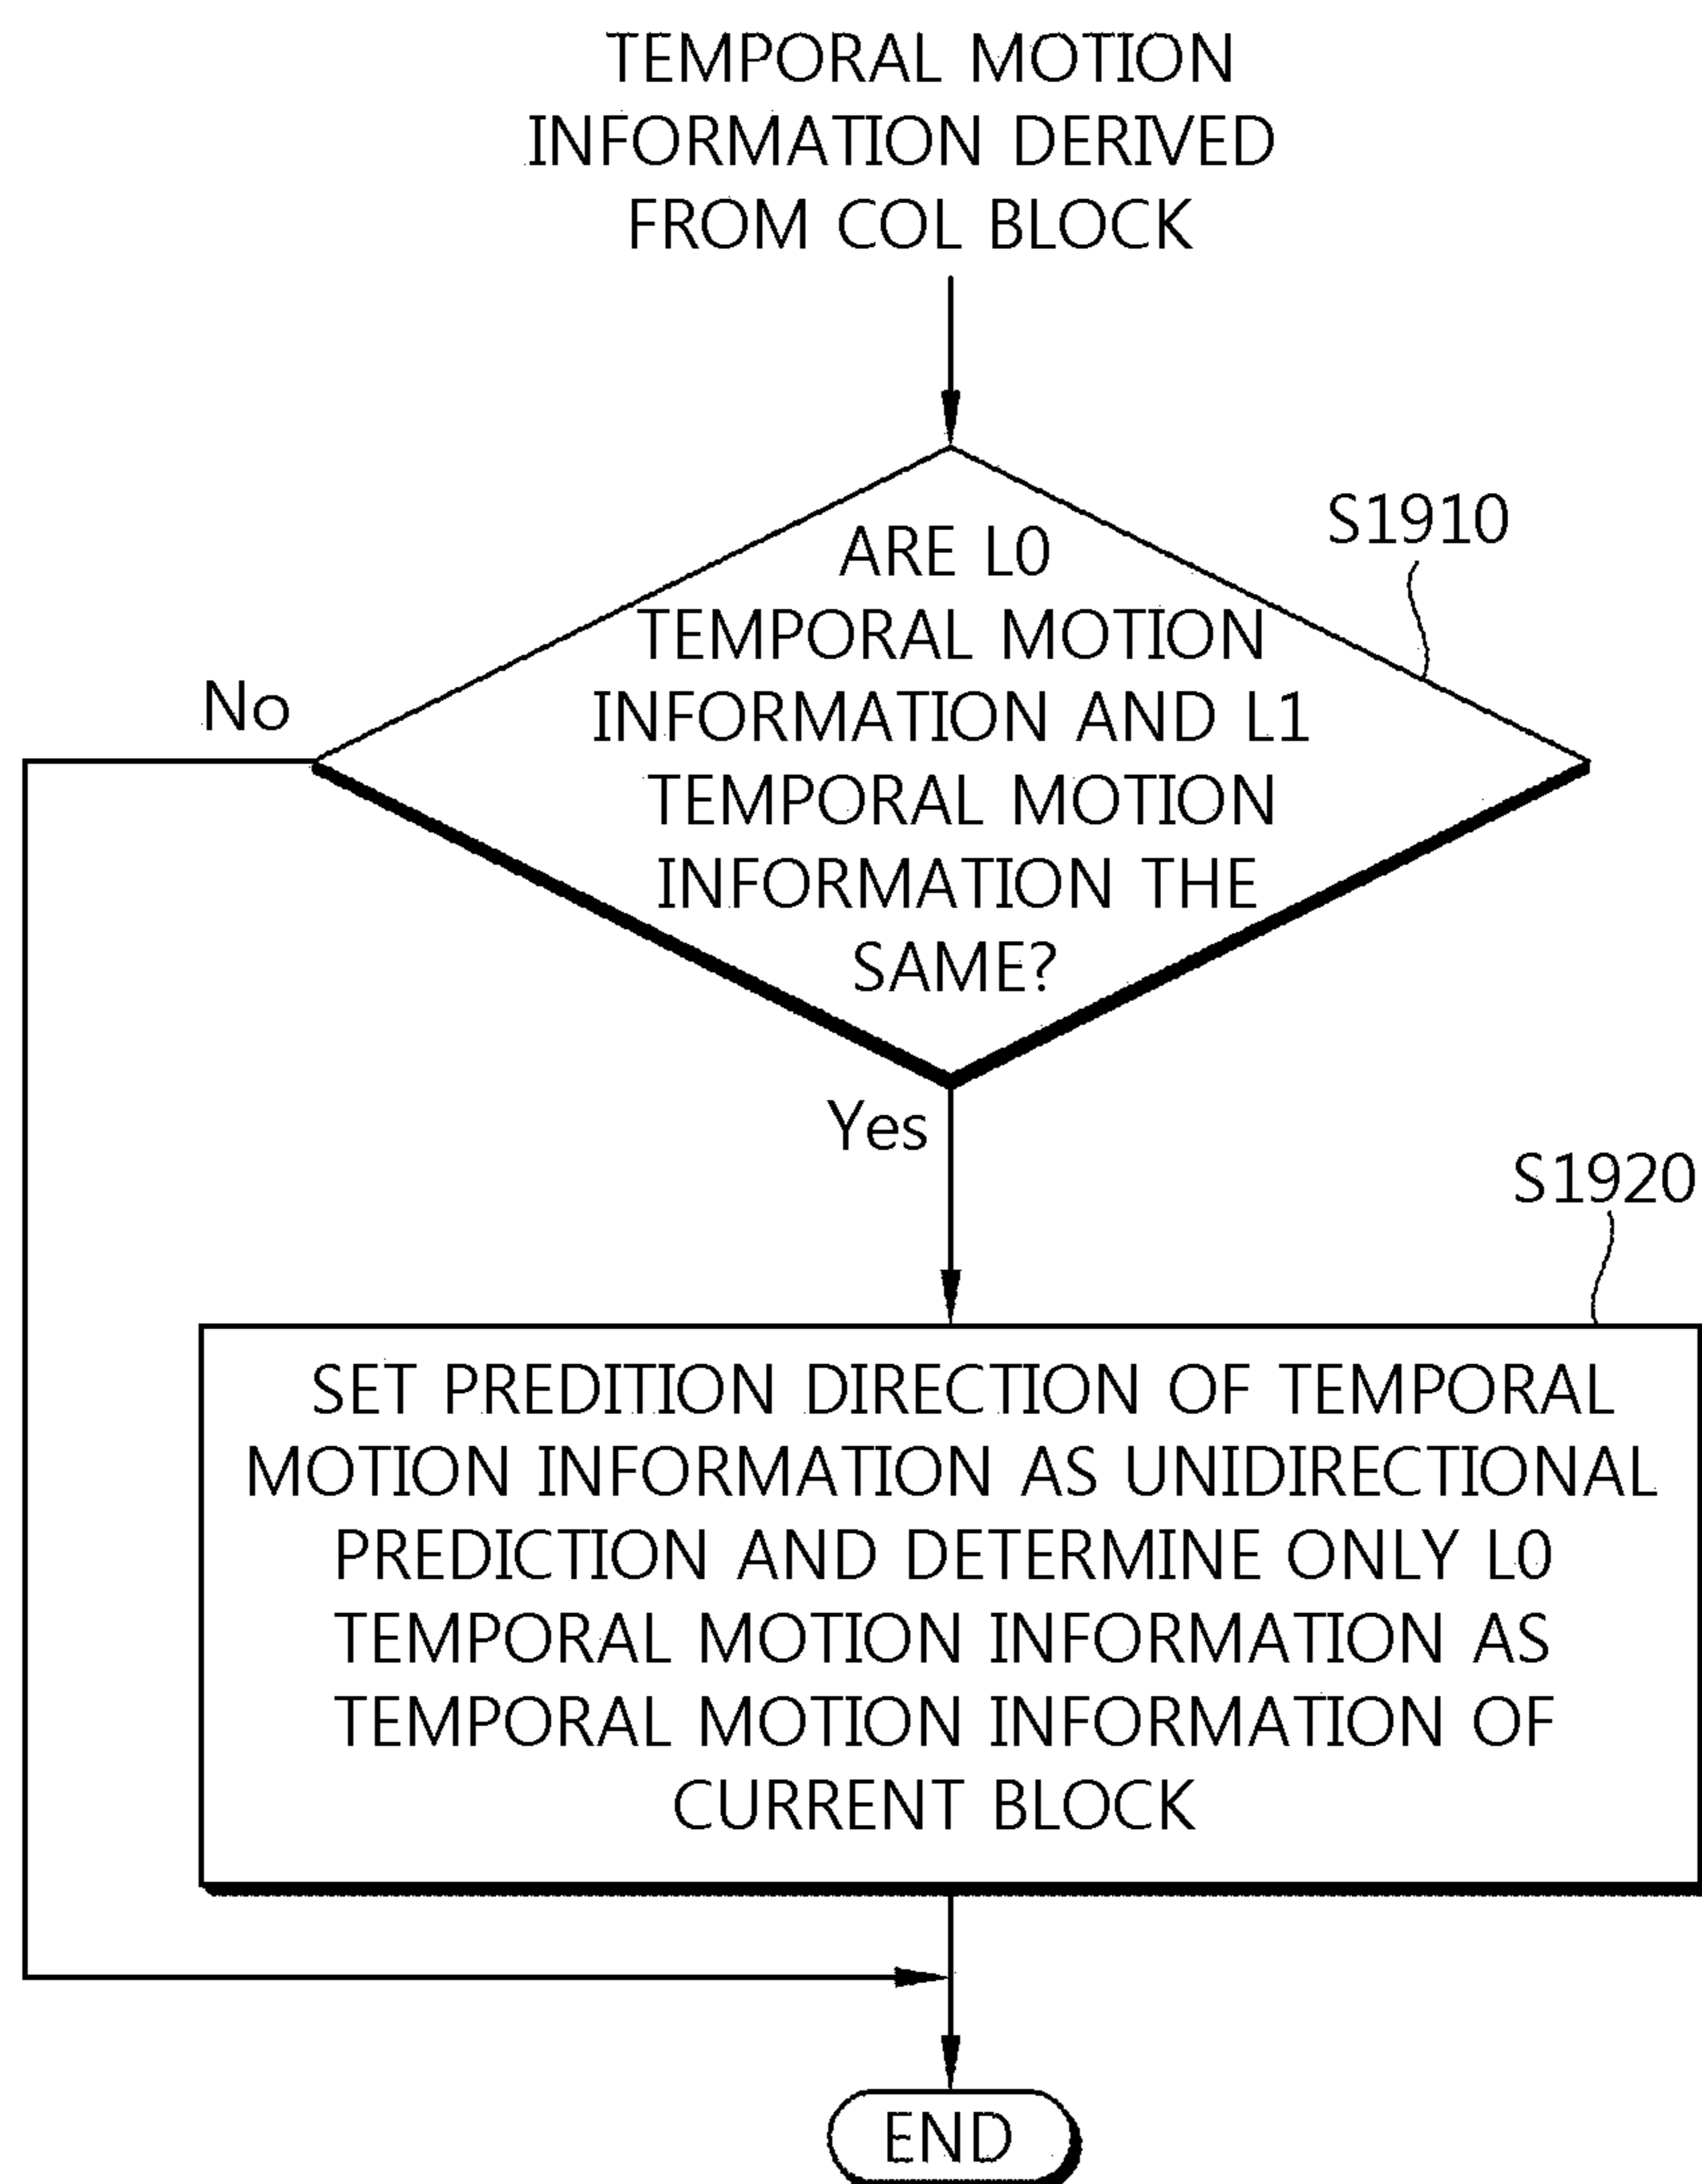 TEMPORAL MOTION
INFORMATION DERIVED
FROM COL BLOCK
S1910
ARE L0
TEMPORAL MOTION
INFORMATION AND L1
TEMPORAL MOTION
INFORMATION THE
SAME?
No
Yes
S1920
SET PREDITION DIRECTION OF TEMPORAL
MOTION INFORMATION AS UNIDIRECTIONAL
PREDICTION AND DETERMINE ONLY L0
TEMPORAL MOTION INFORMATION AS
TEMPORAL MOTION INFORMATION OF
CURRENT BLOCK
END